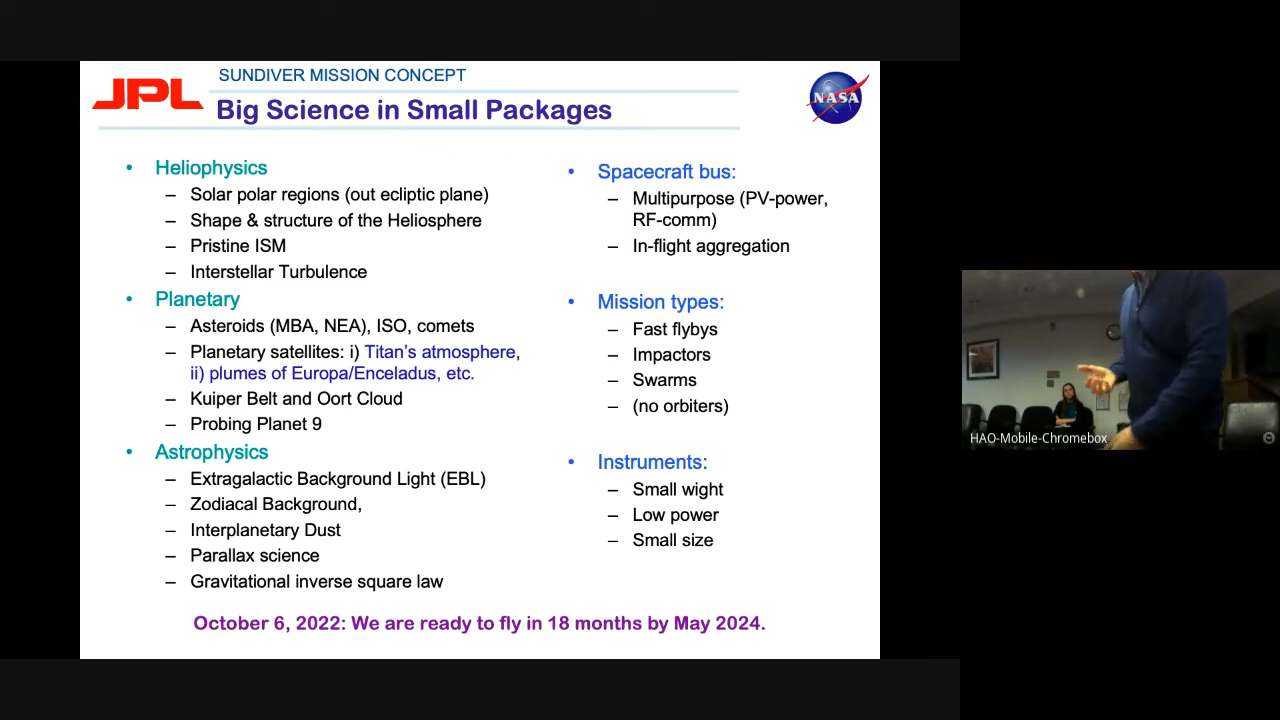 JPL
SUNDIVER MISSION CONCEPT
Big Science in Small Packages
NASA
• Heliophysics
– Solar polar regions (out ecliptic plane)
– Shape & structure of the Heliosphere
– Pristine ISM
– Interstellar Turbulence
• Planetary
– Asteroids (MBA, NEA), ISO, comets
– Planetary satellites: i) Titan's atmosphere,
ii) plumes of Europa/Enceladus, etc.
– Kuiper Belt and Oort Cloud
– Probing Planet 9
• Astrophysics
– Extragalactic Background Light (EBL)
– Zodiacal Background,
– Interplanetary Dust
– Parallax science
– Gravitational inverse square law
• Spacecraft bus:
– Multipurpose (PV-power,
RF-comm)
– In-flight aggregation
• Mission types:
– Fast flybys
– Impactors
– Swarms
– (no orbiters)
• Instruments:
– Small wight
– Low power
– Small size
October 6, 2022: We are ready to fly in 18 months by May 2024.
HAO-Mobile-Chromebox